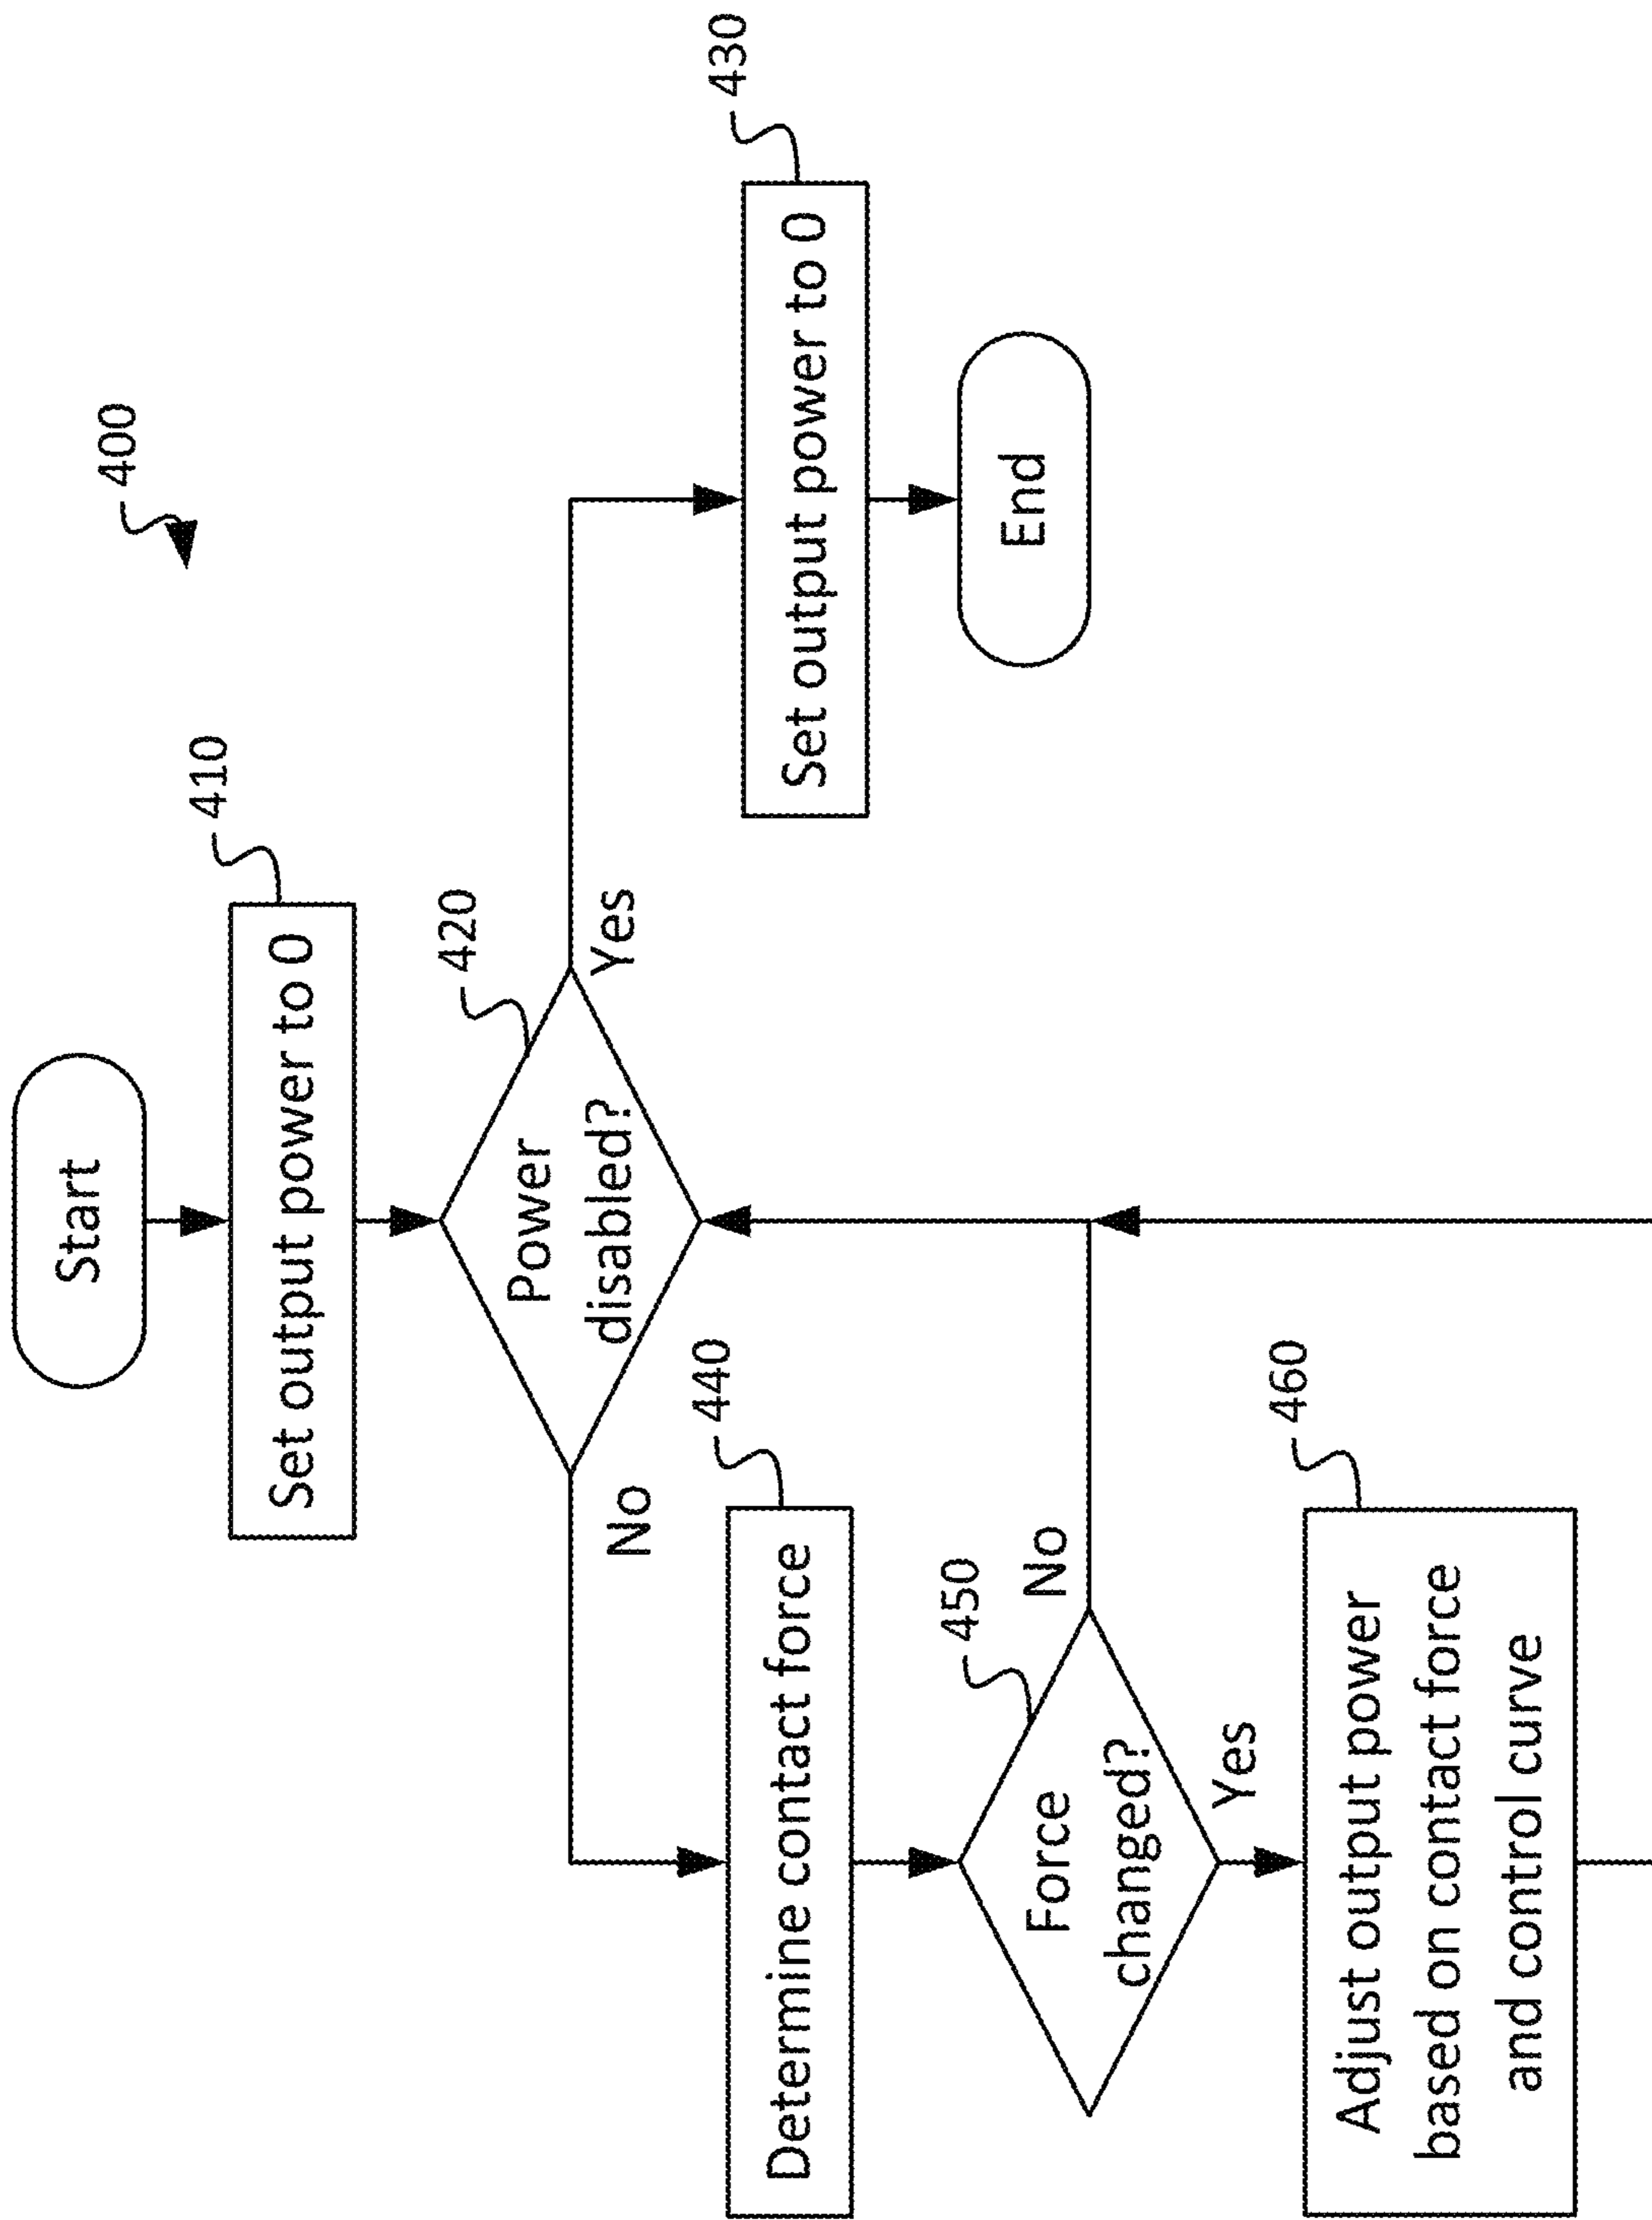 400
Start
410
Set output power to 0
420
Power
disabled?
Yes
No
430
Set output power to 0
End
440
Determine contact force
450
Force
changed?
No
Yes
460
Adjust output power
based on contact force
and control curve